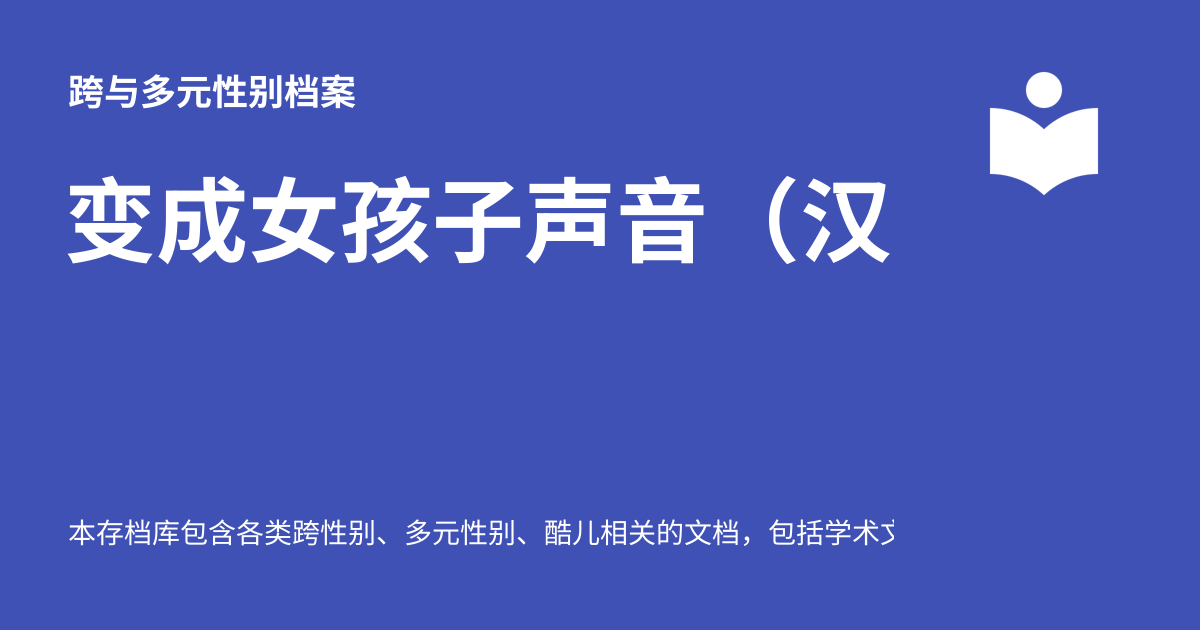 跨与多元性别档案
变成女孩子声音（汉
本存档库包含各类跨性别、多元性别、酷儿相关的文档，包括学术